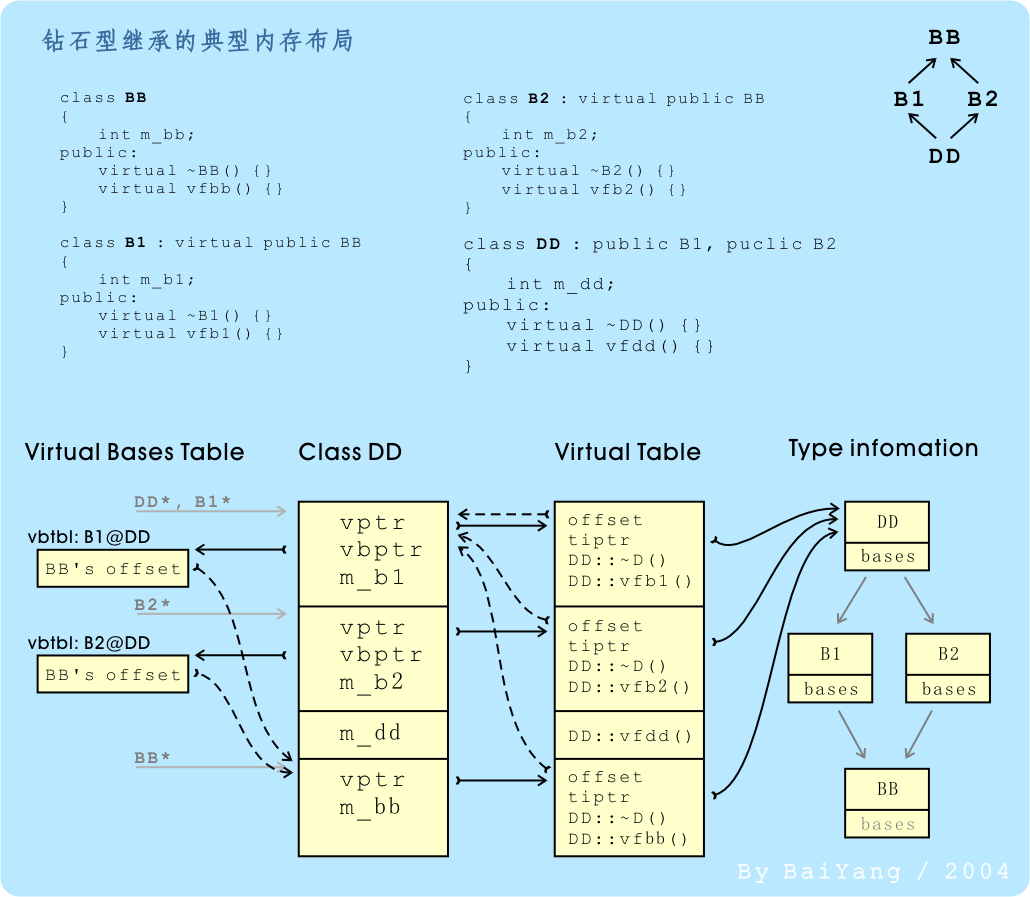 钻石型继承的典型内存布局
BB
B1 B2
DD
class BB
{
int m_bb;
public:
virtual ~BB() {}
virtual vfbb() {}
}
class B2 : virtual public BB
{
int m_b2;
public:
virtual ~B2() {}
virtual vfb2() {}
}
class B1 : virtual public BB
{
int m_b1;
public:
virtual ~B1() {}
virtual vfb1() {}
}
class DD : public B1, puclic B2
{
int m_dd;
public:
virtual ~DD() {}
virtual vfdd() {}
}
Virtual Bases Table
DD*, B1*
vbtbl: B1@DD
BB's offset
B2*
vbtbl: B2@DD
BB's offset
BB*
Class DD
vptr
vbptr
m_b1
vptr
vbptr
m_b2
m_dd
vptr
m_bb
Virtual Table
offset
tiptr
DD::~D()
DD::vfb1()
offset
tiptr
DD::~D()
DD::vfb2()
DD::vfdd()
offset
tiptr
DD::~D()
DD::vfbb()
Type infomation
DD
bases
B1
bases
B2
bases
BB
bases
By BaiYang / 2004